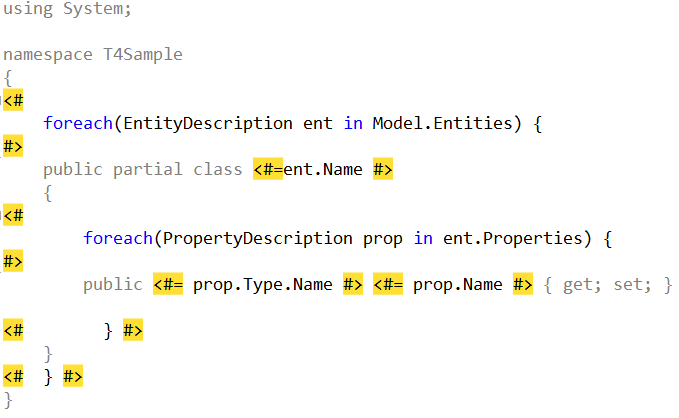 using System;
namespace T4Sample
{
<#
foreach(EntityDescription ent in Model.Entities) {
#>
public partial class <#=ent.Name #>
{
<#
foreach(PropertyDescription prop in ent.Properties) {
#>
public <#= prop.Type.Name #> <#= prop.Name #> { get; set; }
<# } #>
}
<# } #>
}